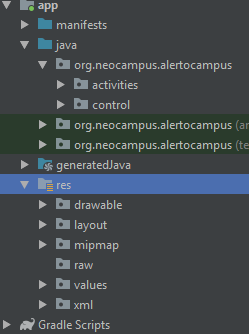 app
manifests
java
org.neocampus.alertocampus
activities
control
org.neocampus.alertocampus (an
org.neocampus.alertocampus (te
generatedJava
res
drawable
layout
mipmap
raw
values
xml
Gradle Scripts